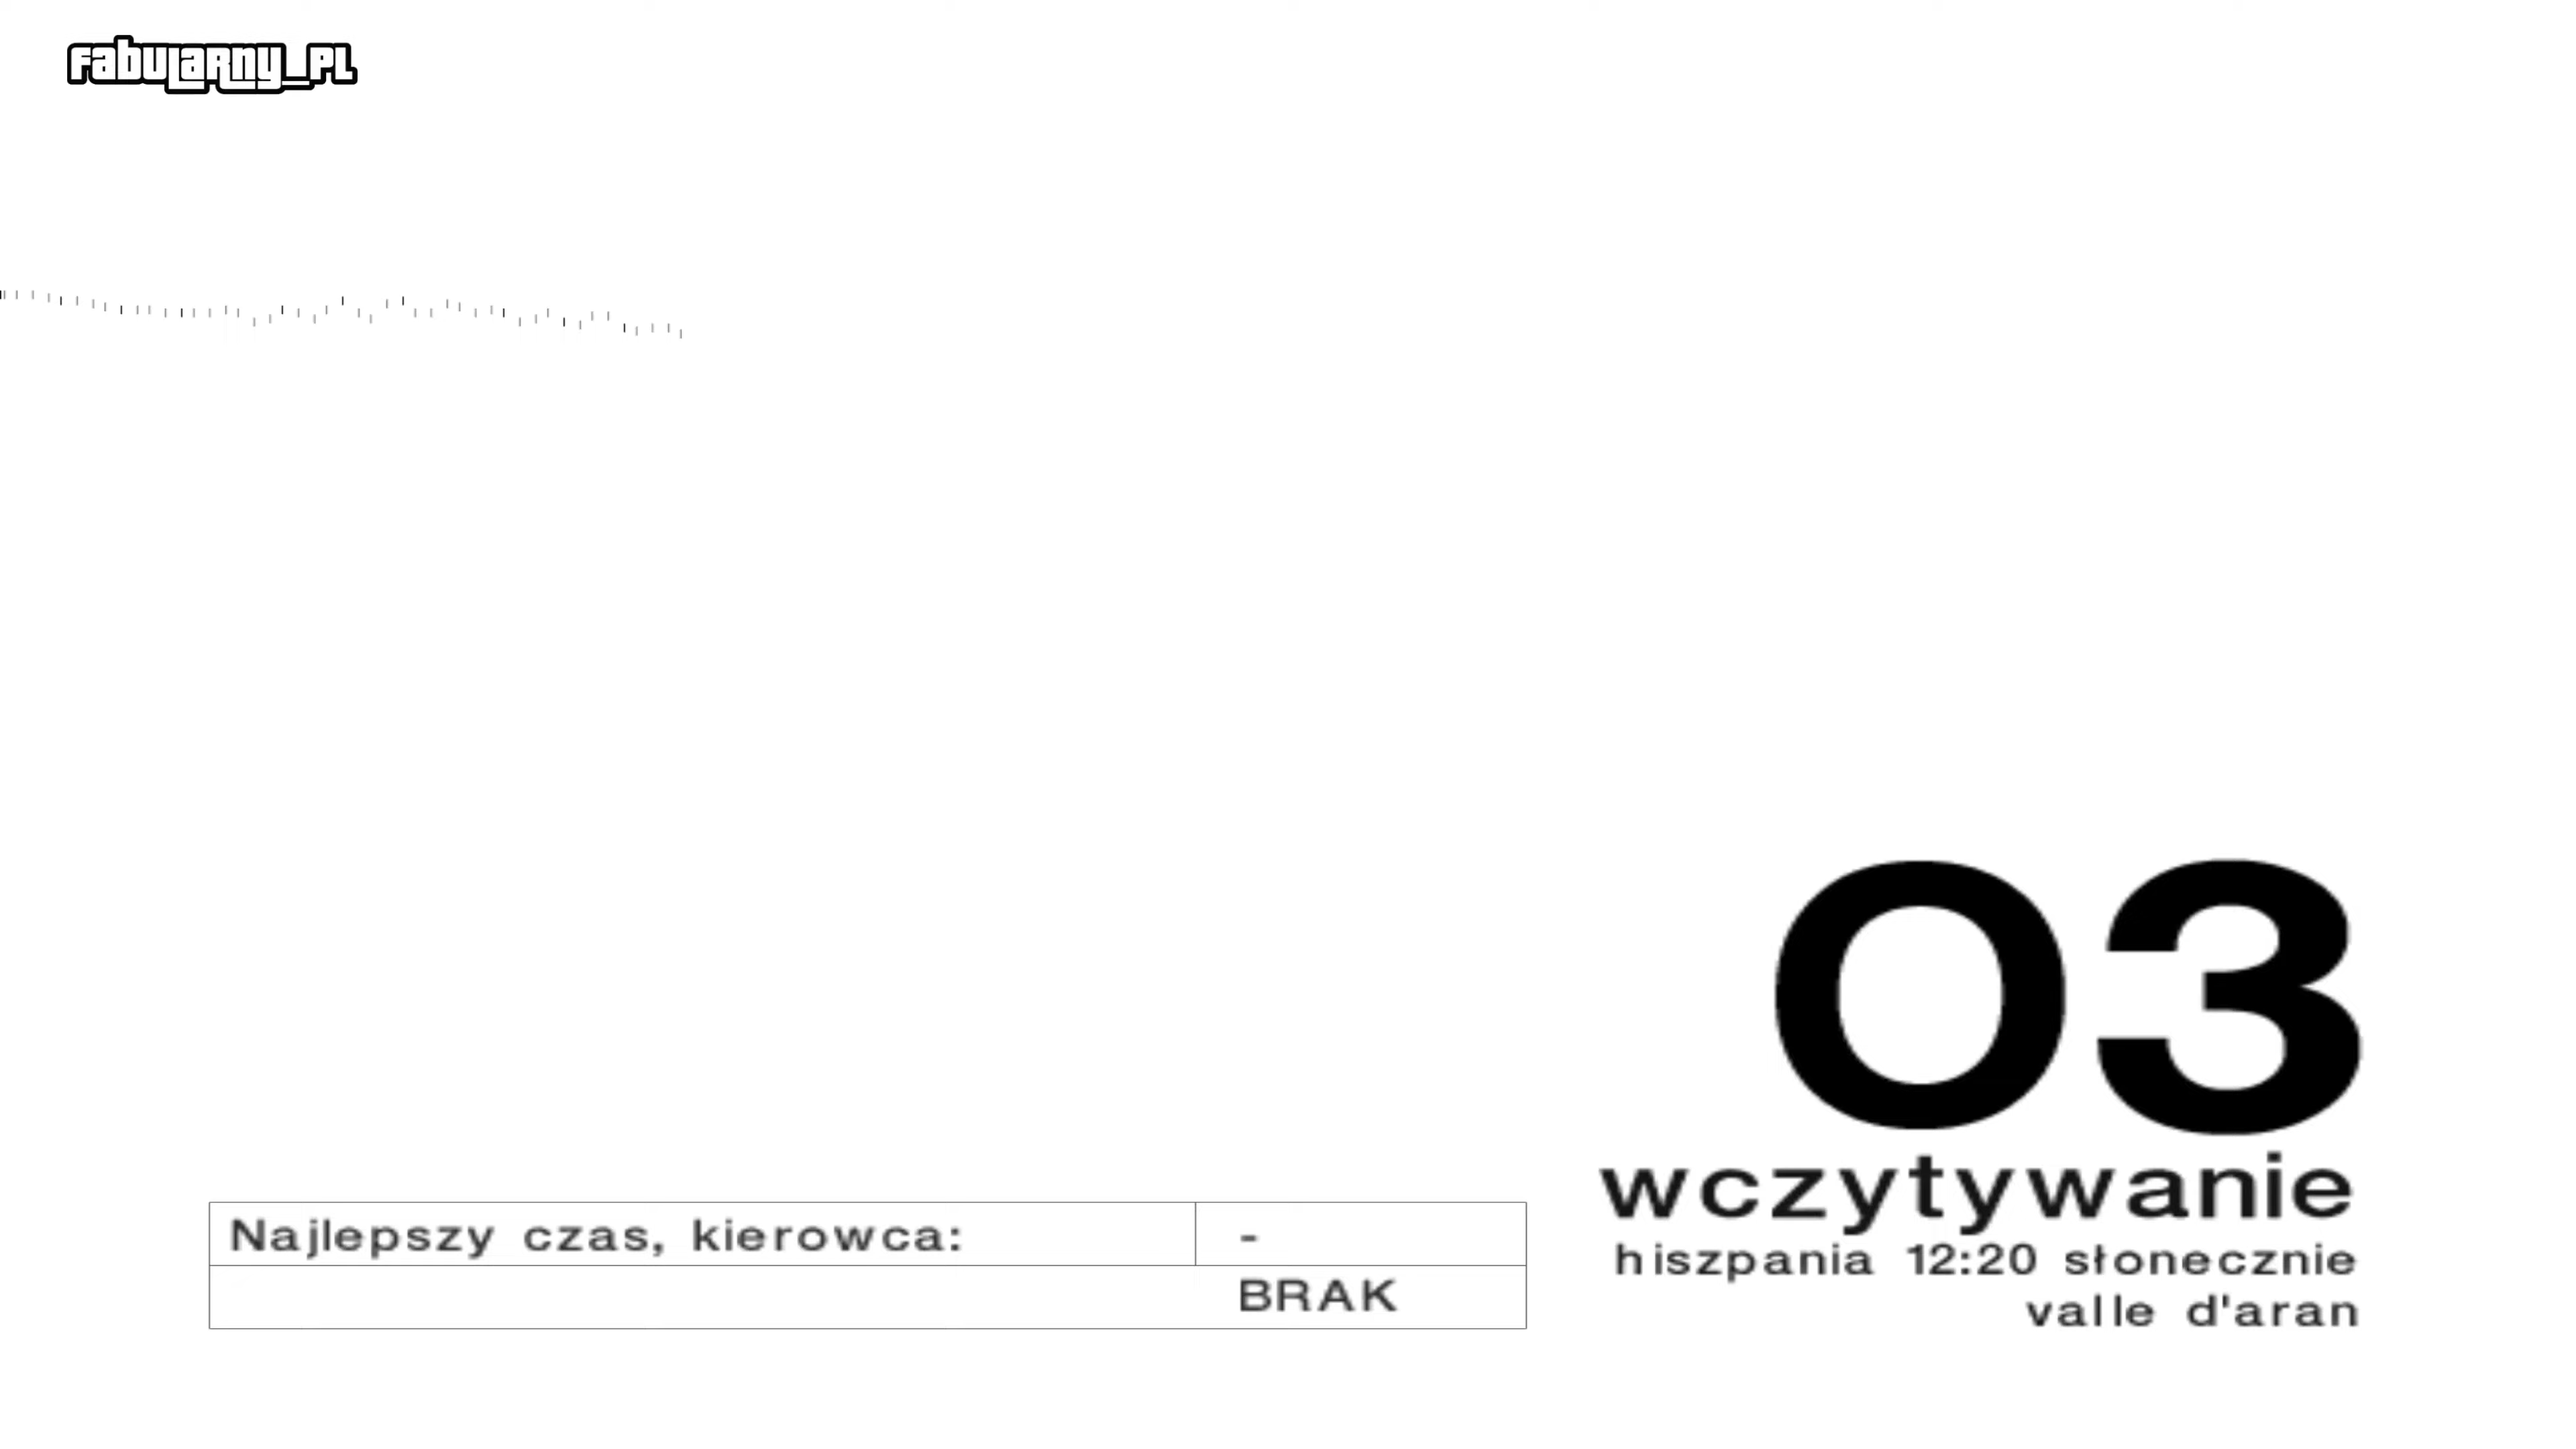 fabularny_PL
03
wczytywanie
Najlepszy czas, kierowca: -
BRAK
hiszpania 12:20 słonecznie
valle d'aran